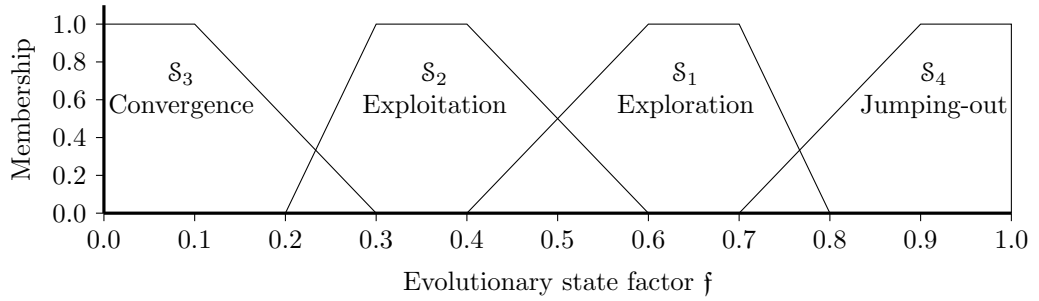 Membership
1.0
0.8
0.6
0.4
0.2
0.0
S₃
Convergence
S₂
Exploitation
S₁
Exploration
S₄
Jumping-out
0.0 0.1 0.2 0.3 0.4 0.5 0.6 0.7 0.8 0.9 1.0
Evolutionary state factor 𝔣